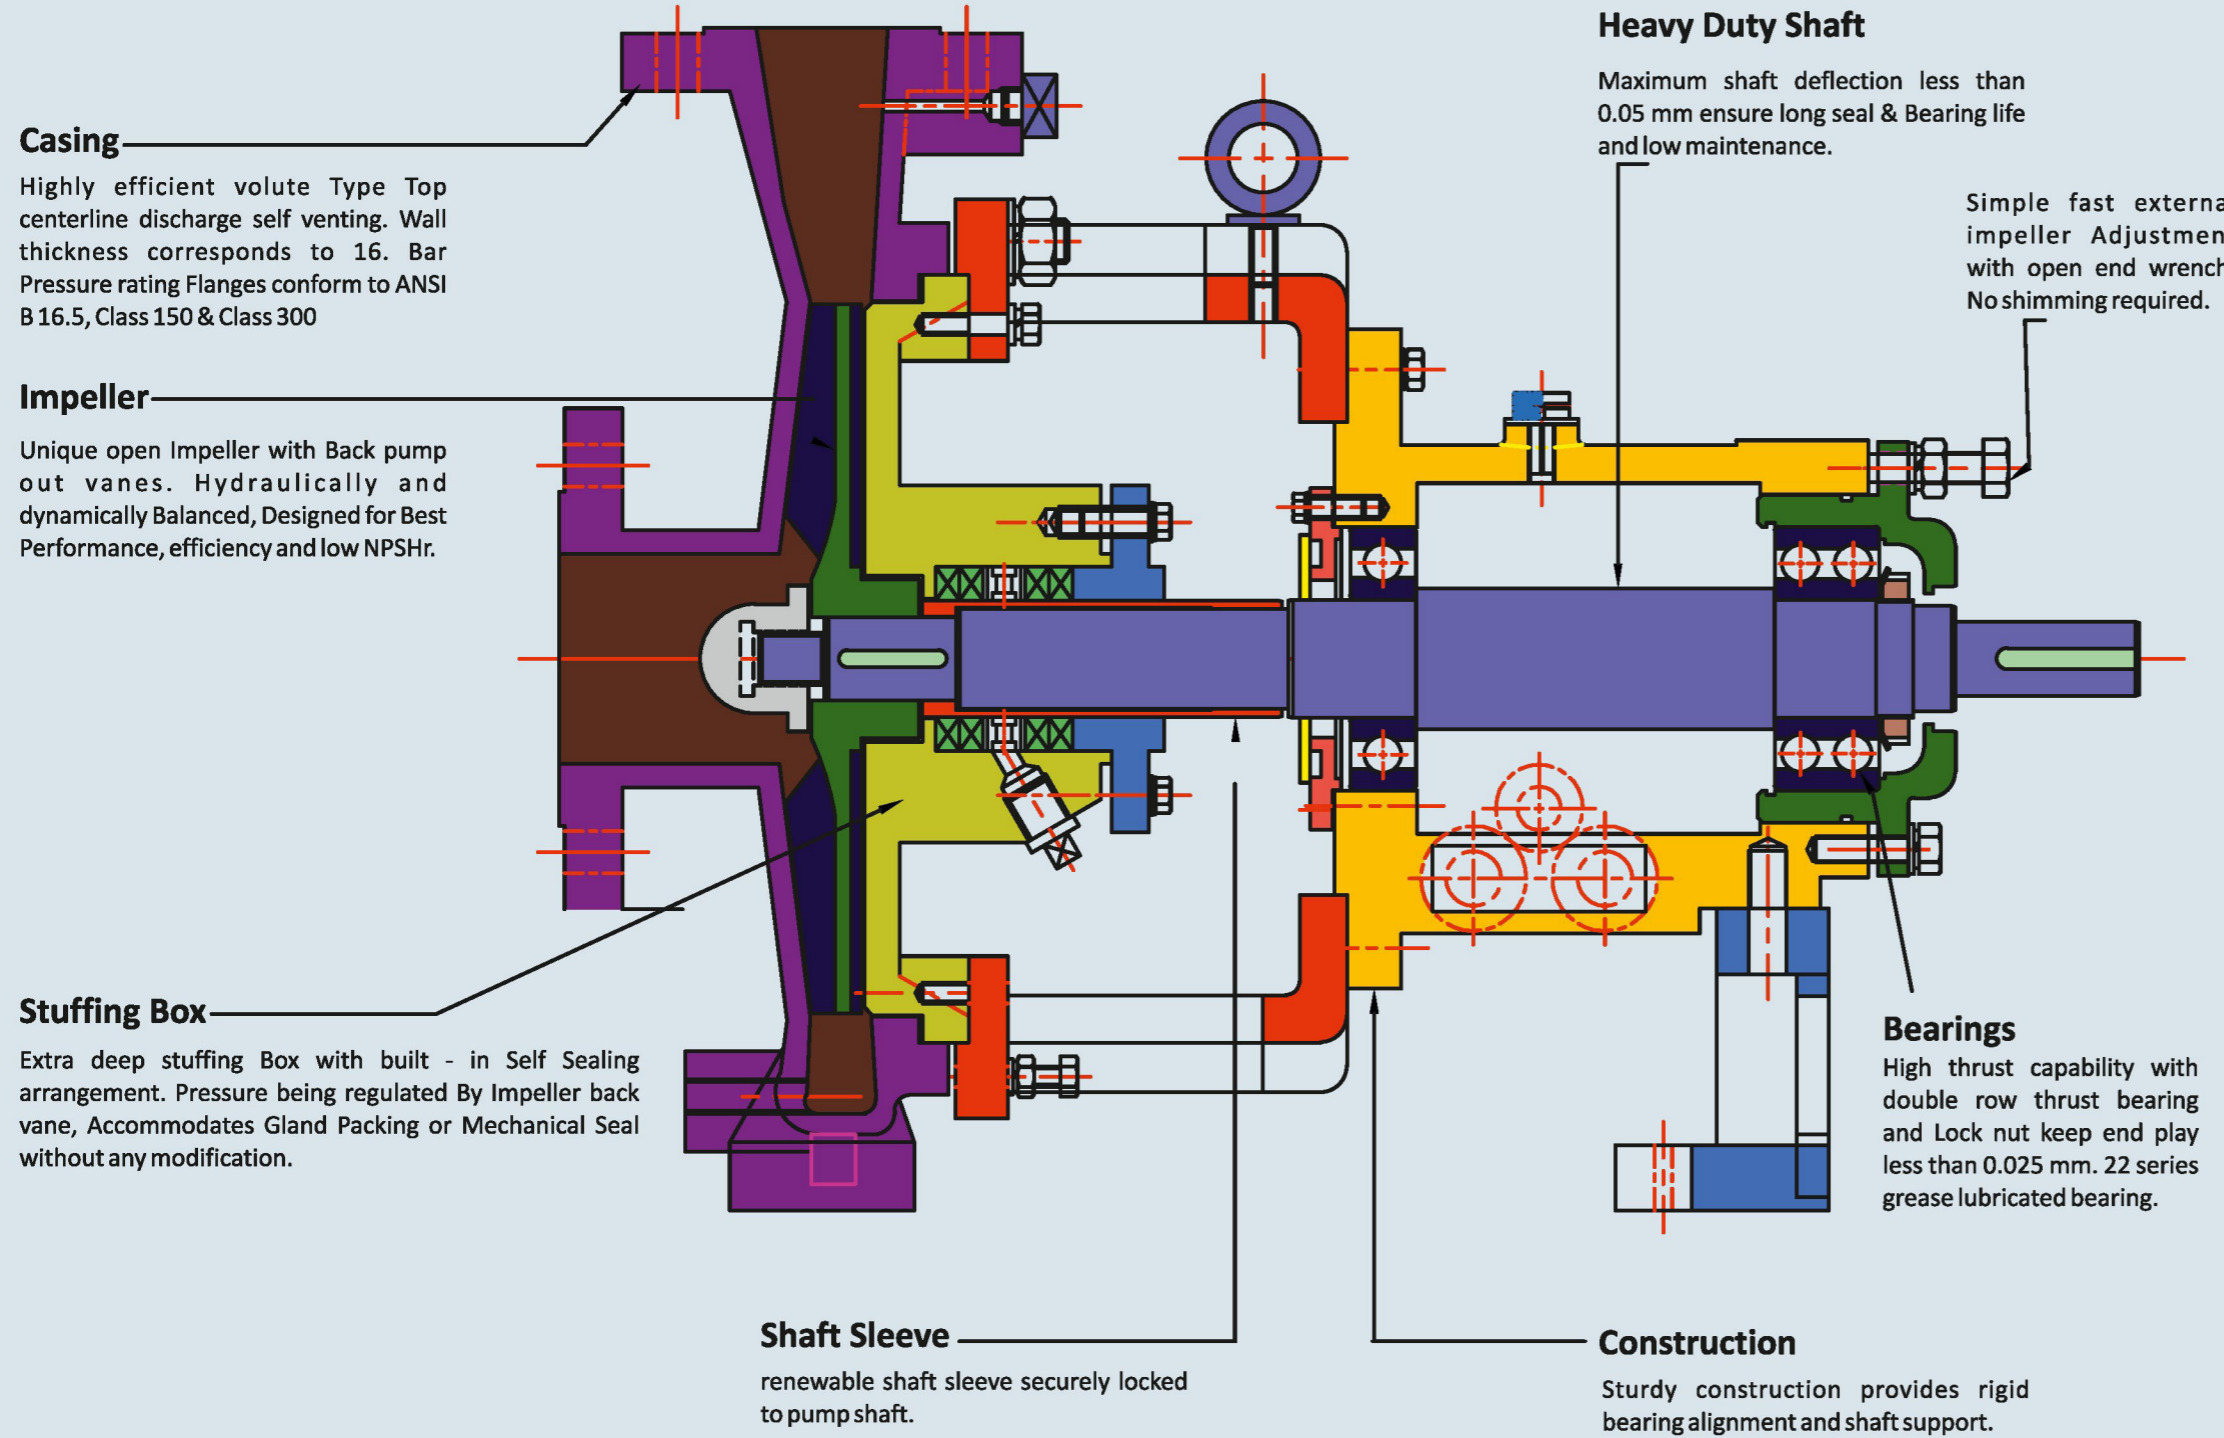 Casing
Highly efficient volute Type Top
centerline discharge self venting. Wall
thickness corresponds to 16. Bar
Pressure rating Flanges conform to ANSI
B 16.5, Class 150 & Class 300
Impeller
Unique open Impeller with Back pump
out vanes. Hydraulically and
dynamically Balanced, Designed for Best
Performance, efficiency and low NPSHr.
Stuffing Box
Extra deep stuffing Box with built - in Self Sealing
arrangement. Pressure being regulated By Impeller back
vane, Accommodates Gland Packing or Mechanical Seal
without any modification.
Heavy Duty Shaft
Maximum shaft deflection less than
0.05 mm ensure long seal & Bearing life
and low maintenance.
Simple fast externa
impeller Adjustmen
with open end wrench
No shimming required.
Bearings
High thrust capability with
double row thrust bearing
and Lock nut keep end play
less than 0.025 mm. 22 series
grease lubricated bearing.
Shaft Sleeve
renewable shaft sleeve securely locked
to pump shaft.
Construction
Sturdy construction provides rigid
bearing alignment and shaft support.